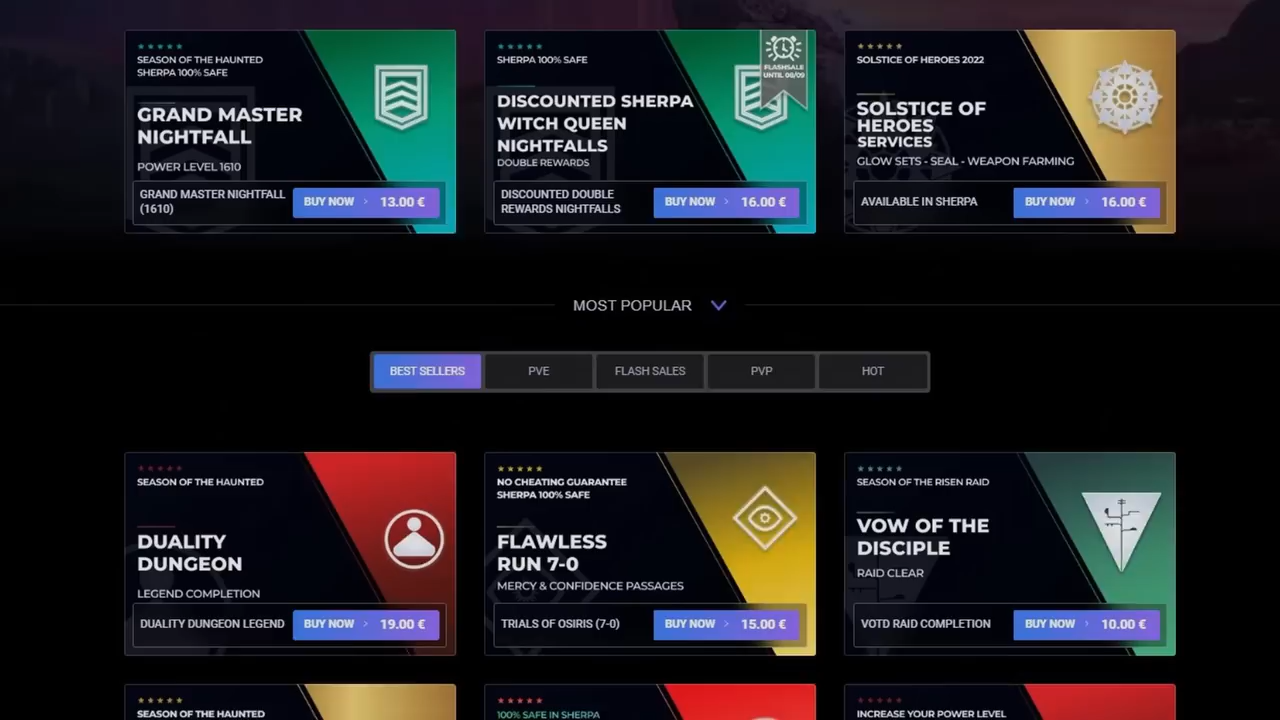 SEASON OF THE HAUNTED
SHERPA 100% SAFE
GRAND MASTER
NIGHTFALL
POWER LEVEL 1610
GRAND MASTER NIGHTFALL
(1610)
BUY NOW > 13.00 €
SHERPA 100% SAFE
FLASHSALE
UNTIL 08/09
DISCOUNTED SHERPA
WITCH QUEEN
NIGHTFALLS
DOUBLE REWARDS
DISCOUNTED DOUBLE
REWARDS NIGHTFALLS
BUY NOW > 16.00 €
SOLSTICE OF HEROES 2022
SOLSTICE OF
HEROES
SERVICES
GLOW SETS - SEAL - WEAPON FARMING
AVAILABLE IN SHERPA
BUY NOW > 16.00 €
MOST POPULAR
BEST SELLERS
PVE
FLASH SALES
PVP
HOT
SEASON OF THE HAUNTED
DUALITY
DUNGEON
LEGEND COMPLETION
DUALITY DUNGEON LEGEND
BUY NOW > 19.00 €
NO CHEATING GUARANTEE
SHERPA 100% SAFE
FLAWLESS
RUN 7-0
MERCY & CONFIDENCE PASSAGES
TRIALS OF OSIRIS (7-0)
BUY NOW > 15.00 €
SEASON OF THE RISEN RAID
VOW OF THE
DISCIPLE
RAID CLEAR
VOTD RAID COMPLETION
BUY NOW > 10.00 €
SEASON OF THE HAUNTED
100% SAFE IN SHERPA
INCREASE YOUR POWER LEVEL